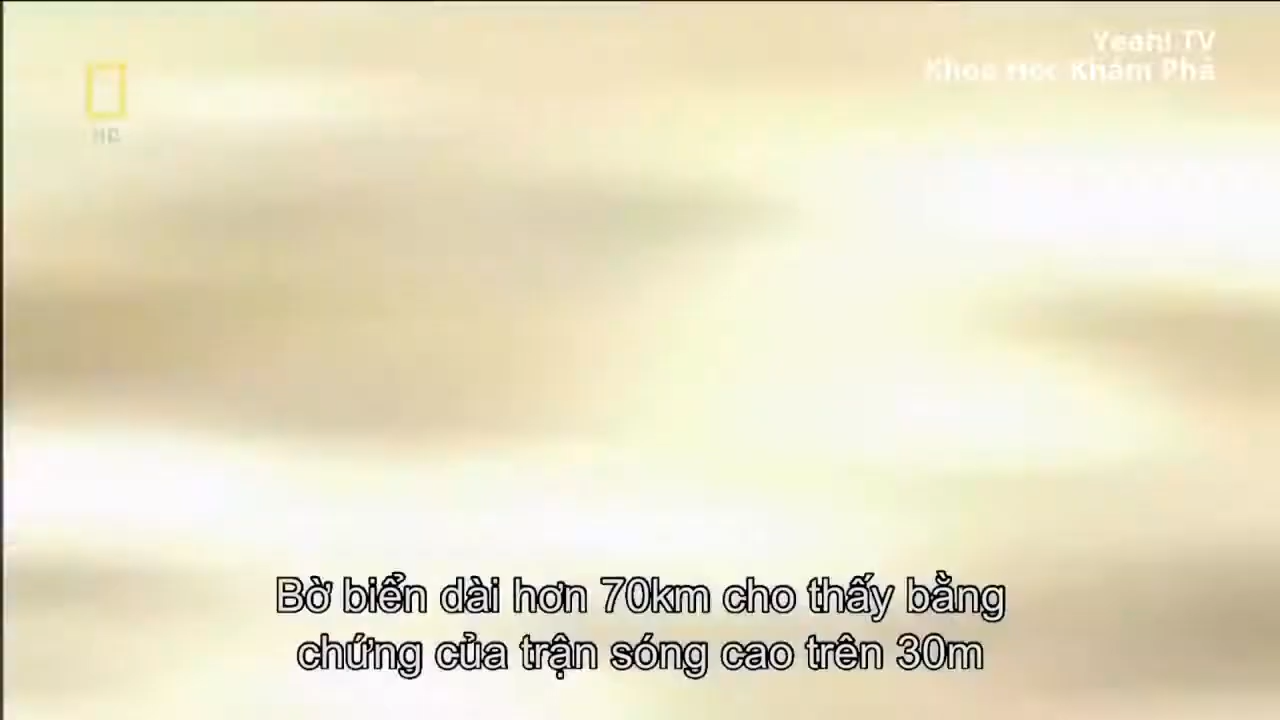 Yeah! TV
Khoa Học Khám Phá
HD
Bờ biển dài hơn 70km cho thấy bằng
chứng của trận sóng cao trên 30m